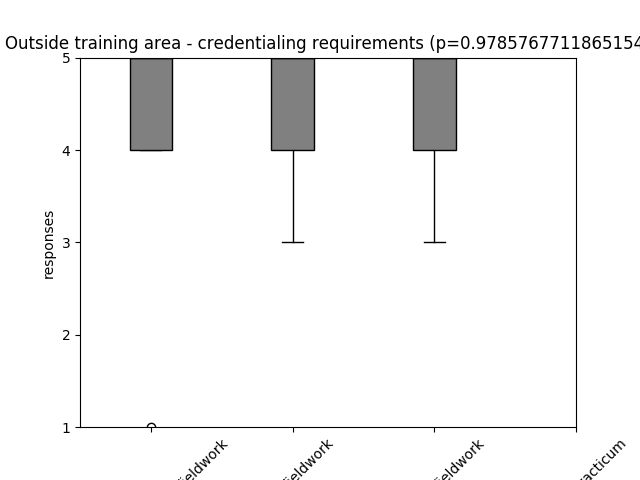 Outside training area - credentialing requirements (p=0.9785767711865154
5
4
3
2
1
responses
ieldwork
ieldwork
ieldwork
acticum